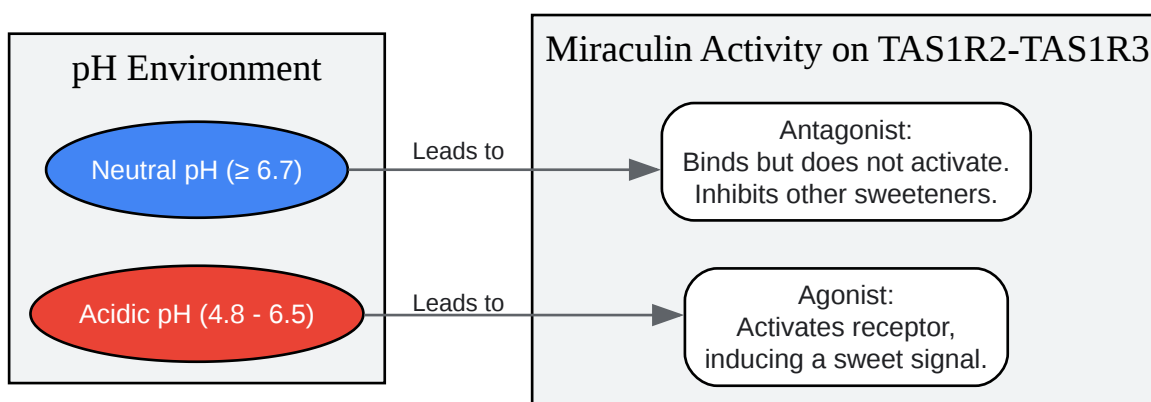 pH Environment
Miraculin Activity on TAS1R2-TAS1R3
Neutral pH (≥ 6.7)
Leads to
Antagonist:
Binds but does not activate.
Inhibits other sweeteners.
Acidic pH (4.8 - 6.5)
Leads to
Agonist:
Activates receptor,
inducing a sweet signal.